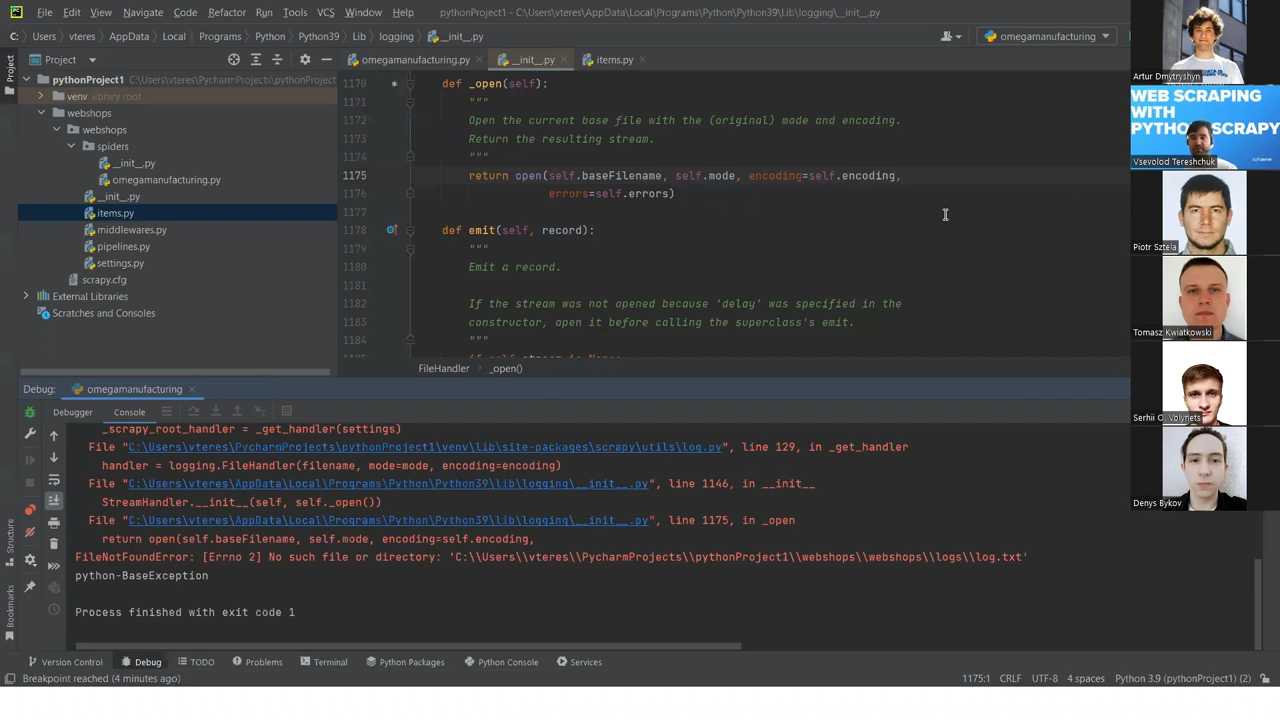 File Edit View Navigate Code Refactor Run Tools VCS Window Help pythonProject1 - C:\Users\vteres\AppData\Local\Programs\Python\Python39\Lib\logging\__init__.py
C: Users vteres AppData Local Programs Python Python39 Lib logging __init__.py omegamanufacturing
Project omegamanufacturing.py __init__.py items.py
Project
pythonProject1 C:\Users\vteres\PycharmProjects\pythonProject1
venv library root
webshops
webshops
spiders
__init__.py
omegamanufacturing.py
__init__.py
items.py
middlewares.py
pipelines.py
settings.py
scrapy.cfg
External Libraries
Scratches and Consoles
1170 def _open(self):
1171 """
1172 Open the current base file with the (original) mode and encoding.
1173 Return the resulting stream.
1174 """
1175 return open(self.baseFilename, self.mode, encoding=self.encoding,
1176 errors=self.errors)
1177
1178 def emit(self, record):
1179 """
1180 Emit a record.
1181
1182 If the stream was not opened because 'delay' was specified in the
1183 constructor, open it before calling the superclass's emit.
1184 """
1185 if self.stream is None:
FileHandler _open()
Debug: omegamanufacturing
Debugger Console
_scrapy_root_handler = _get_handler(settings)
File "C:\Users\vteres\PycharmProjects\pythonProject1\venv\lib\site-packages\scrapy\utils\log.py", line 129, in _get_handler
handler = logging.FileHandler(filename, mode=mode, encoding=encoding)
File "C:\Users\vteres\AppData\Local\Programs\Python\Python39\lib\logging\__init__.py", line 1146, in __init__
StreamHandler.__init__(self, self._open())
File "C:\Users\vteres\AppData\Local\Programs\Python\Python39\lib\logging\__init__.py", line 1175, in _open
return open(self.baseFilename, self.mode, encoding=self.encoding,
FileNotFoundError: [Errno 2] No such file or directory: 'C:\\Users\\vteres\\PycharmProjects\\pythonProject1\\webshops\\webshops\\logs\\log.txt'
python-BaseException
Process finished with exit code 1
Structure
Bookmarks
Version Control Debug TODO Problems Terminal Python Packages Python Console Services
Breakpoint reached (4 minutes ago) 1175:1 CRLF UTF-8 4 spaces Python 3.9 (pythonProject1) (2)
Artur Dmytryshyn
WEB SCRAPING
WITH
PYTHON SCRAPY
Vsevolod Tereshchuk
Piotr Sztela
Tomasz Kwiatkowski
Serhii O. Volynets
Denys Bykov